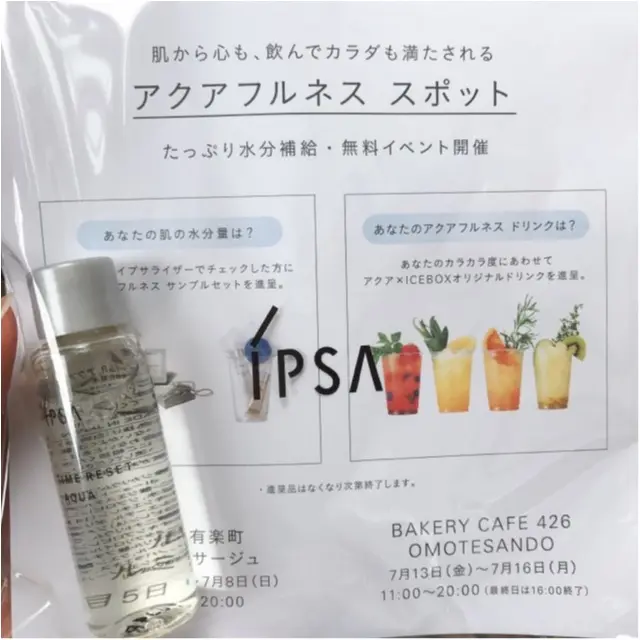 肌から心も、飲んでカラダも満たされる
アクアフルネス スポット
たっぷり水分補給・無料イベント開催
あなたの肌の水分量は?
イプサライザーでチェックした方に
フルネス サンプルセットを進呈。
あなたのアクアフルネス ドリンクは?
あなたのカラカラ度にあわせて
アクア×ICEBOXオリジナルドリンクを進呈。
IPSA
IPSA
TIME RESET
AQUA
5日
・進呈品はなくなり次第終了します。
有楽町
サージュ
~7月8日(日)
20:00
BAKERY CAFE 426
OMOTESANDO
7月13日(金)~7月16日(月)
11:00~20:00 (最終日は16:00終了)